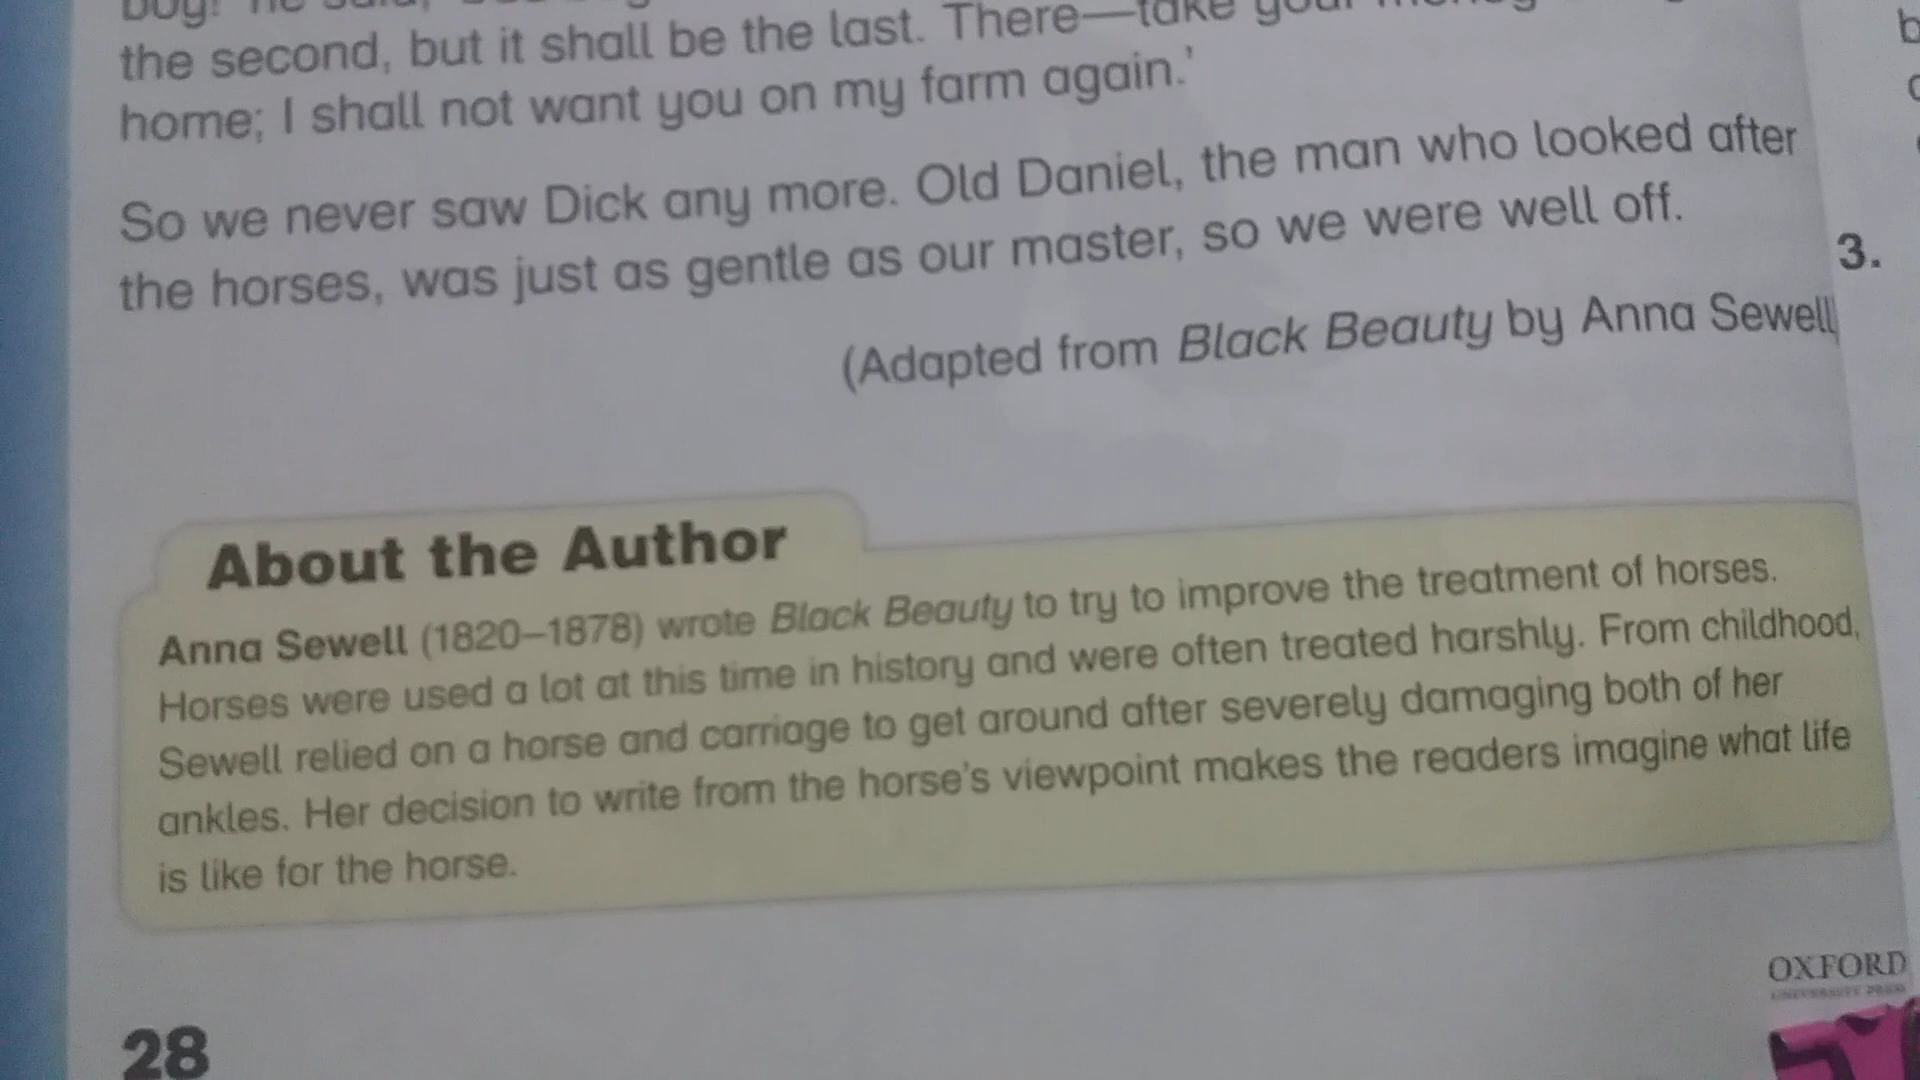 the second, but it shall be the last. There—take
home; I shall not want you on my farm again.'
So we never saw Dick any more. Old Daniel, the man who looked after
the horses, was just as gentle as our master, so we were well off.
3.
(Adapted from Black Beauty by Anna Sewell
About the Author
Anna Sewell (1820–1878) wrote Black Beauty to try to improve the treatment of horses.
Horses were used a lot at this time in history and were often treated harshly. From childhood,
Sewell relied on a horse and carriage to get around after severely damaging both of her
ankles. Her decision to write from the horse's viewpoint makes the readers imagine what life
is like for the horse.
OXFORD
UNIVERSITY PRESS
28